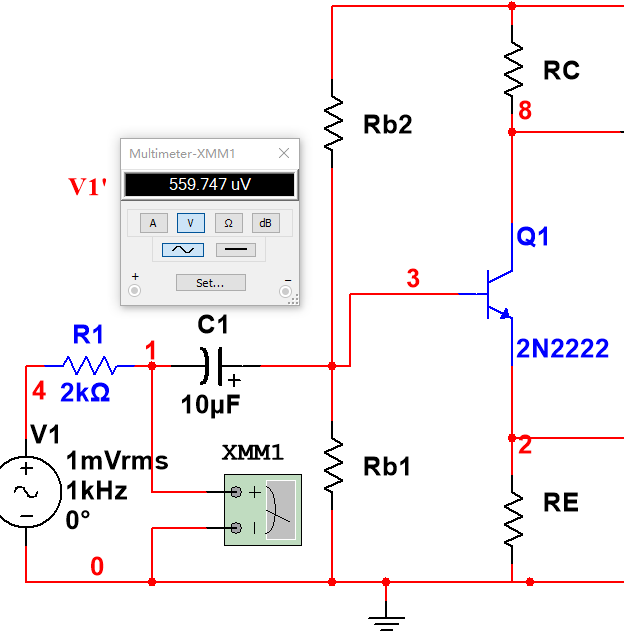 RC
8
Rb2
Multimeter-XMM1
559.747 uV
V1'
A
V
Ω
dB
+
−
Set...
Q1
3
C1
R1
1
2N2222
4
2kΩ
+
10µF
V1
XMM1
2
+
1mVrms
1kHz
Rb1
0°
RE
+
0